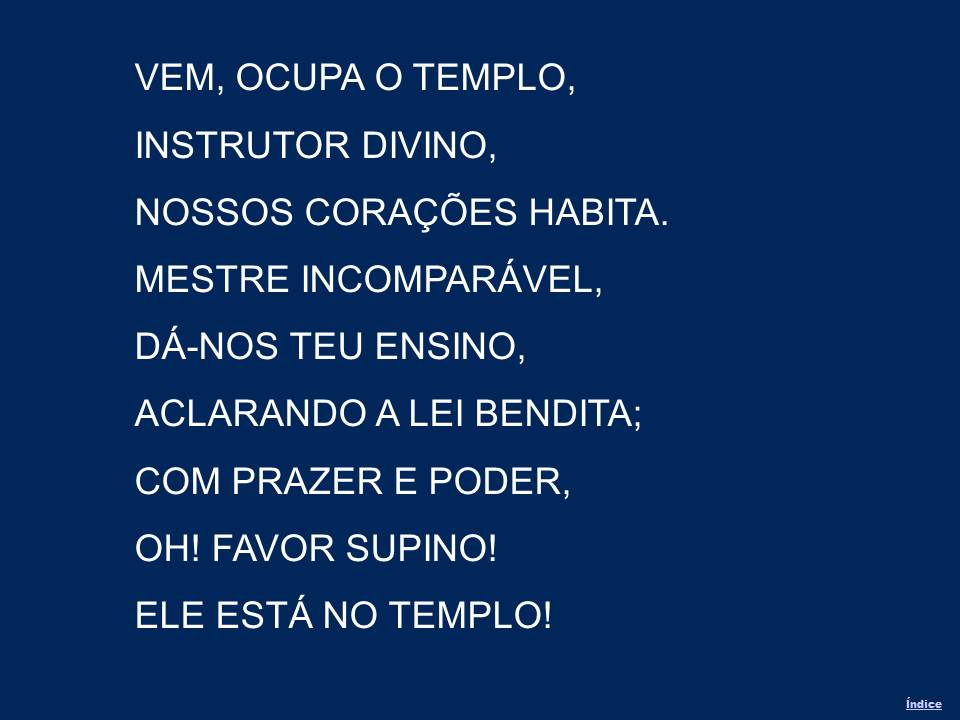 VEM, OCUPA O TEMPLO,
INSTRUTOR DIVINO,
NOSSOS CORAÇÕES HABITA.
MESTRE INCOMPARÁVEL,
DÁ-NOS TEU ENSINO,
ACLARANDO A LEI BENDITA;
COM PRAZER E PODER,
OH! FAVOR SUPINO!
ELE ESTÁ NO TEMPLO!
Índice